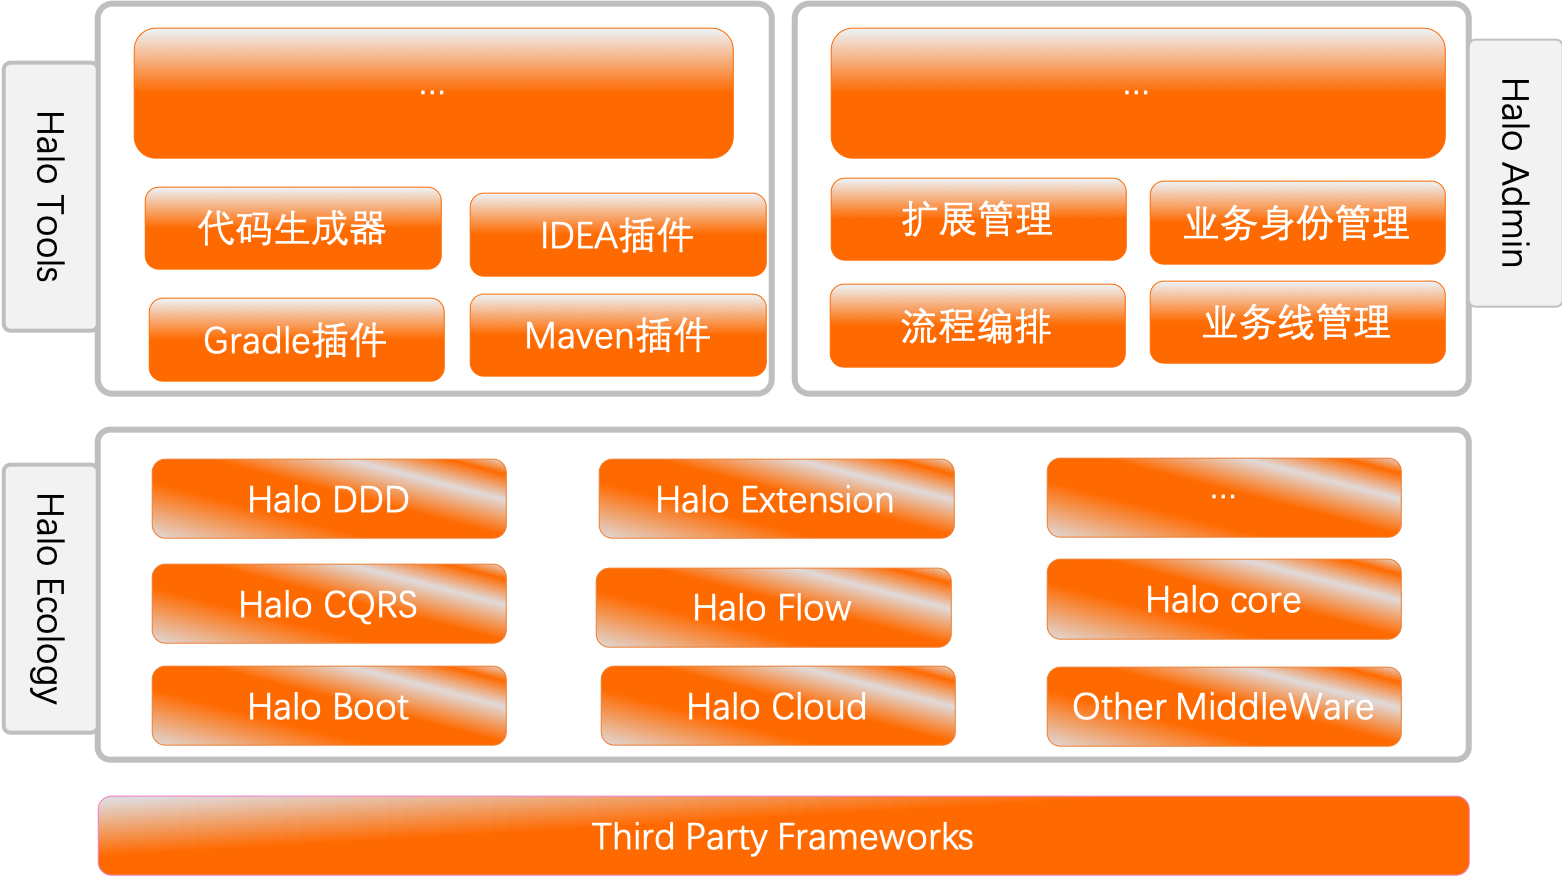 Halo Tools
...
代码生成器
IDEA插件
Gradle插件
Maven插件
Halo Admin
...
扩展管理
业务身份管理
流程编排
业务线管理
Halo Ecology
Halo DDD
Halo Extension
...
Halo CQRS
Halo Flow
Halo core
Halo Boot
Halo Cloud
Other MiddleWare
Third Party Frameworks